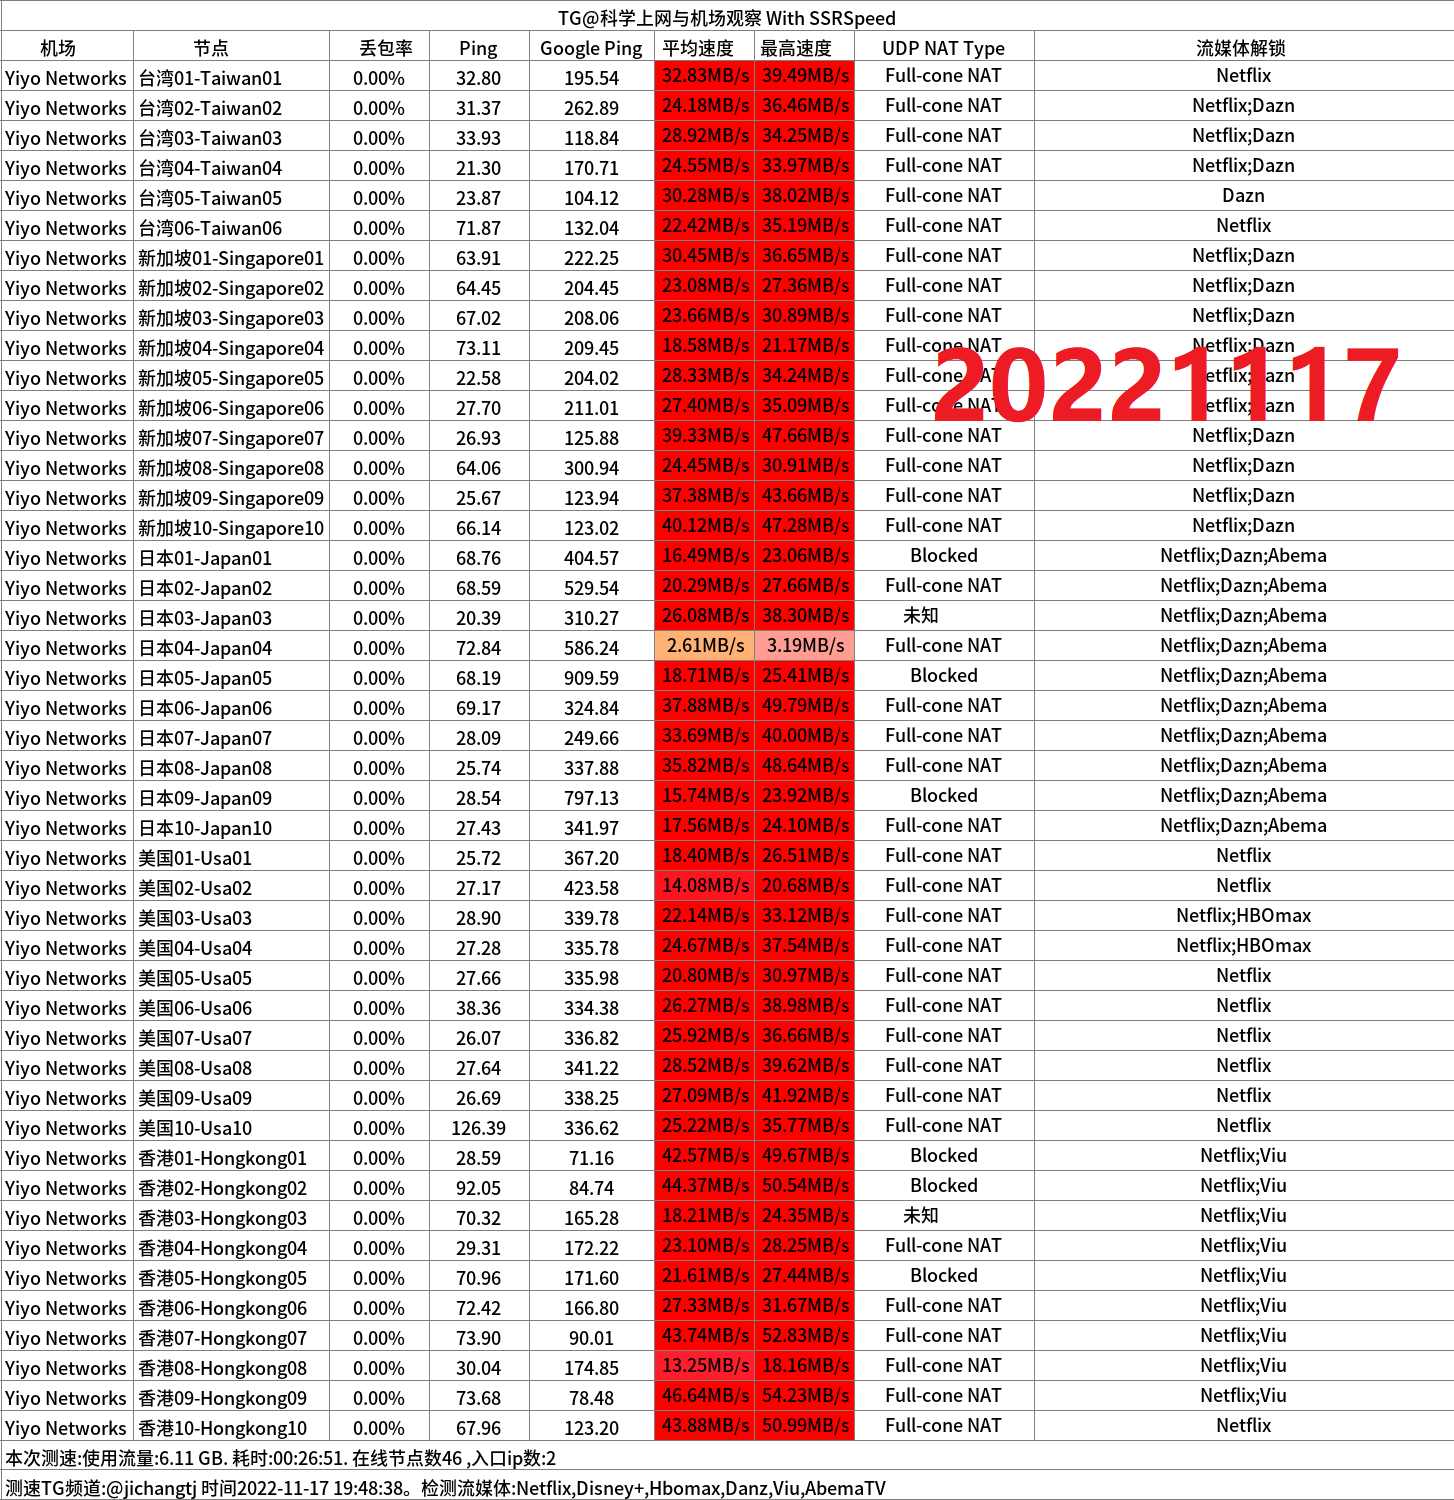 TG@科学上网与机场观察 With SSRSpeed
机场 节点 丢包率 Ping Google Ping 平均速度 最高速度 UDP NAT Type 流媒体解锁
Yiyo Networks 台湾01-Taiwan01 0.00% 32.80 195.54 32.83MB/s 39.49MB/s Full-cone NAT Netflix
Yiyo Networks 台湾02-Taiwan02 0.00% 31.37 262.89 24.18MB/s 36.46MB/s Full-cone NAT Netflix;Dazn
Yiyo Networks 台湾03-Taiwan03 0.00% 33.93 118.84 28.92MB/s 34.25MB/s Full-cone NAT Netflix;Dazn
Yiyo Networks 台湾04-Taiwan04 0.00% 21.30 170.71 24.55MB/s 33.97MB/s Full-cone NAT Netflix;Dazn
Yiyo Networks 台湾05-Taiwan05 0.00% 23.87 104.12 30.28MB/s 38.02MB/s Full-cone NAT Dazn
Yiyo Networks 台湾06-Taiwan06 0.00% 71.87 132.04 22.42MB/s 35.19MB/s Full-cone NAT Netflix
Yiyo Networks 新加坡01-Singapore01 0.00% 63.91 222.25 30.45MB/s 36.65MB/s Full-cone NAT Netflix;Dazn
Yiyo Networks 新加坡02-Singapore02 0.00% 64.45 204.45 23.08MB/s 27.36MB/s Full-cone NAT Netflix;Dazn
Yiyo Networks 新加坡03-Singapore03 0.00% 67.02 208.06 23.66MB/s 30.89MB/s Full-cone NAT Netflix;Dazn
Yiyo Networks 新加坡04-Singapore04 0.00% 73.11 209.45 18.58MB/s 21.17MB/s Full-cone NAT Netflix;Dazn
Yiyo Networks 新加坡05-Singapore05 0.00% 22.58 204.02 28.33MB/s 34.24MB/s Full-cone NAT Netflix;Dazn
20221117
Yiyo Networks 新加坡06-Singapore06 0.00% 27.70 211.01 27.40MB/s 35.09MB/s Full-cone NAT Netflix;Dazn
Yiyo Networks 新加坡07-Singapore07 0.00% 26.93 125.88 39.33MB/s 47.66MB/s Full-cone NAT Netflix;Dazn
Yiyo Networks 新加坡08-Singapore08 0.00% 64.06 300.94 24.45MB/s 30.91MB/s Full-cone NAT Netflix;Dazn
Yiyo Networks 新加坡09-Singapore09 0.00% 25.67 123.94 37.38MB/s 43.66MB/s Full-cone NAT Netflix;Dazn
Yiyo Networks 新加坡10-Singapore10 0.00% 66.14 123.02 40.12MB/s 47.28MB/s Full-cone NAT Netflix;Dazn
Yiyo Networks 日本01-Japan01 0.00% 68.76 404.57 16.49MB/s 23.06MB/s Blocked Netflix;Dazn;Abema
Yiyo Networks 日本02-Japan02 0.00% 68.59 529.54 20.29MB/s 27.66MB/s Full-cone NAT Netflix;Dazn;Abema
Yiyo Networks 日本03-Japan03 0.00% 20.39 310.27 26.08MB/s 38.30MB/s 未知 Netflix;Dazn;Abema
Yiyo Networks 日本04-Japan04 0.00% 72.84 586.24 2.61MB/s 3.19MB/s Full-cone NAT Netflix;Dazn;Abema
Yiyo Networks 日本05-Japan05 0.00% 68.19 909.59 18.71MB/s 25.41MB/s Blocked Netflix;Dazn;Abema
Yiyo Networks 日本06-Japan06 0.00% 69.17 324.84 37.88MB/s 49.79MB/s Full-cone NAT Netflix;Dazn;Abema
Yiyo Networks 日本07-Japan07 0.00% 28.09 249.66 33.69MB/s 40.00MB/s Full-cone NAT Netflix;Dazn;Abema
Yiyo Networks 日本08-Japan08 0.00% 25.74 337.88 35.82MB/s 48.64MB/s Full-cone NAT Netflix;Dazn;Abema
Yiyo Networks 日本09-Japan09 0.00% 28.54 797.13 15.74MB/s 23.92MB/s Blocked Netflix;Dazn;Abema
Yiyo Networks 日本10-Japan10 0.00% 27.43 341.97 17.56MB/s 24.10MB/s Full-cone NAT Netflix;Dazn;Abema
Yiyo Networks 美国01-Usa01 0.00% 25.72 367.20 18.40MB/s 26.51MB/s Full-cone NAT Netflix
Yiyo Networks 美国02-Usa02 0.00% 27.17 423.58 14.08MB/s 20.68MB/s Full-cone NAT Netflix
Yiyo Networks 美国03-Usa03 0.00% 28.90 339.78 22.14MB/s 33.12MB/s Full-cone NAT Netflix;HBOmax
Yiyo Networks 美国04-Usa04 0.00% 27.28 335.78 24.67MB/s 37.54MB/s Full-cone NAT Netflix;HBOmax
Yiyo Networks 美国05-Usa05 0.00% 27.66 335.98 20.80MB/s 30.97MB/s Full-cone NAT Netflix
Yiyo Networks 美国06-Usa06 0.00% 38.36 334.38 26.27MB/s 38.98MB/s Full-cone NAT Netflix
Yiyo Networks 美国07-Usa07 0.00% 26.07 336.82 25.92MB/s 36.66MB/s Full-cone NAT Netflix
Yiyo Networks 美国08-Usa08 0.00% 27.64 341.22 28.52MB/s 39.62MB/s Full-cone NAT Netflix
Yiyo Networks 美国09-Usa09 0.00% 26.69 338.25 27.09MB/s 41.92MB/s Full-cone NAT Netflix
Yiyo Networks 美国10-Usa10 0.00% 126.39 336.62 25.22MB/s 35.77MB/s Full-cone NAT Netflix
Yiyo Networks 香港01-Hongkong01 0.00% 28.59 71.16 42.57MB/s 49.67MB/s Blocked Netflix;Viu
Yiyo Networks 香港02-Hongkong02 0.00% 92.05 84.74 44.37MB/s 50.54MB/s Blocked Netflix;Viu
Yiyo Networks 香港03-Hongkong03 0.00% 70.32 165.28 18.21MB/s 24.35MB/s 未知 Netflix;Viu
Yiyo Networks 香港04-Hongkong04 0.00% 29.31 172.22 23.10MB/s 28.25MB/s Full-cone NAT Netflix;Viu
Yiyo Networks 香港05-Hongkong05 0.00% 70.96 171.60 21.61MB/s 27.44MB/s Blocked Netflix;Viu
Yiyo Networks 香港06-Hongkong06 0.00% 72.42 166.80 27.33MB/s 31.67MB/s Full-cone NAT Netflix;Viu
Yiyo Networks 香港07-Hongkong07 0.00% 73.90 90.01 43.74MB/s 52.83MB/s Full-cone NAT Netflix;Viu
Yiyo Networks 香港08-Hongkong08 0.00% 30.04 174.85 13.25MB/s 18.16MB/s Full-cone NAT Netflix;Viu
Yiyo Networks 香港09-Hongkong09 0.00% 73.68 78.48 46.64MB/s 54.23MB/s Full-cone NAT Netflix;Viu
Yiyo Networks 香港10-Hongkong10 0.00% 67.96 123.20 43.88MB/s 50.99MB/s Full-cone NAT Netflix
本次测速:使用流量:6.11 GB. 耗时:00:26:51. 在线节点数46 ,入口ip数:2
测速TG频道:@jichangtj 时间2022-11-17 19:48:38。检测流媒体:Netflix,Disney+,Hbomax,Danz,Viu,AbemaTV